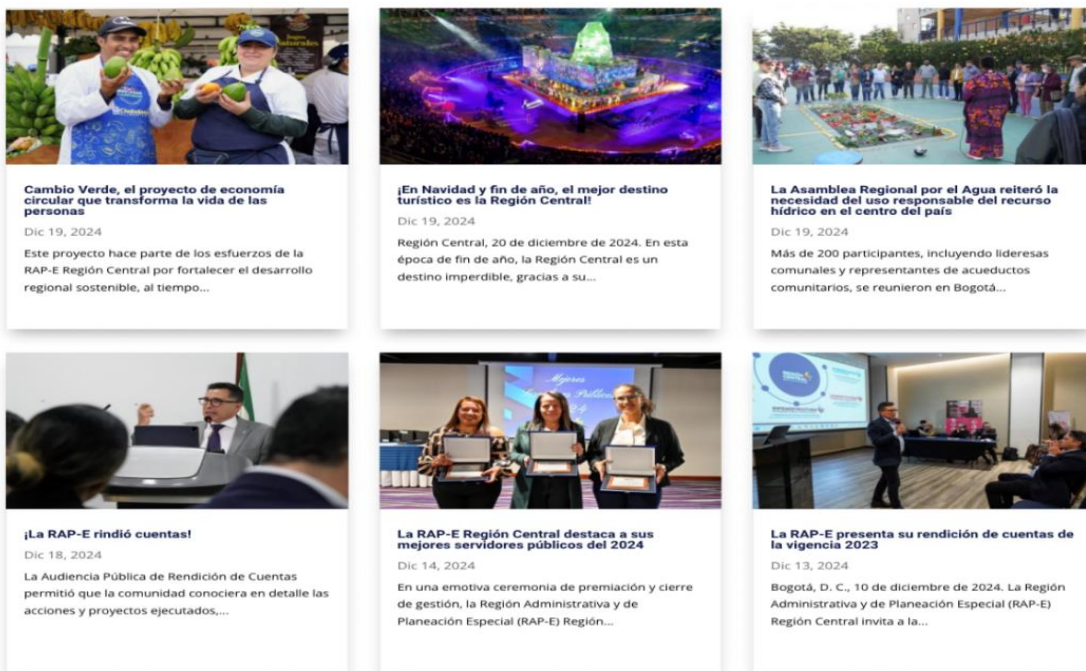 Jugos
Naturales
Cambio Verde, el proyecto de economía
circular que transforma la vida de las
personas
Dic 19, 2024
Este proyecto hace parte de los esfuerzos de la
RAP-E Región Central por fortalecer el desarrollo
regional sostenible, al tiempo...
¡En Navidad y fin de año, el mejor destino
turístico es la Región Central!
Dic 19, 2024
Región Central, 20 de diciembre de 2024. En esta
época de fin de año, la Región Central es un
destino imperdible, gracias a su...
La Asamblea Regional por el Agua reiteró la
necesidad del uso responsable del recurso
hídrico en el centro del país
Dic 19, 2024
Más de 200 participantes, incluyendo lideresas
comunales y representantes de acueductos
comunitarios, se reunieron en Bogotá...
¡La RAP-E rindió cuentas!
Dic 18, 2024
La Audiencia Pública de Rendición de Cuentas
permitió que la comunidad conociera en detalle las
acciones y proyectos ejecutados,...
Mejores
2024
La RAP-E Región Central destaca a sus
mejores servidores públicos del 2024
Dic 14, 2024
En una emotiva ceremonia de premiación y cierre
de gestión, la Región Administrativa y de
Planeación Especial (RAP-E) Región...
REGIÓN
CENTRAL
La RAP-E presenta su rendición de cuentas de
la vigencia 2023
Dic 13, 2024
Bogotá, D. C., 10 de diciembre de 2024. La Región
Administrativa y de Planeación Especial (RAP-E)
Región Central invita a la...